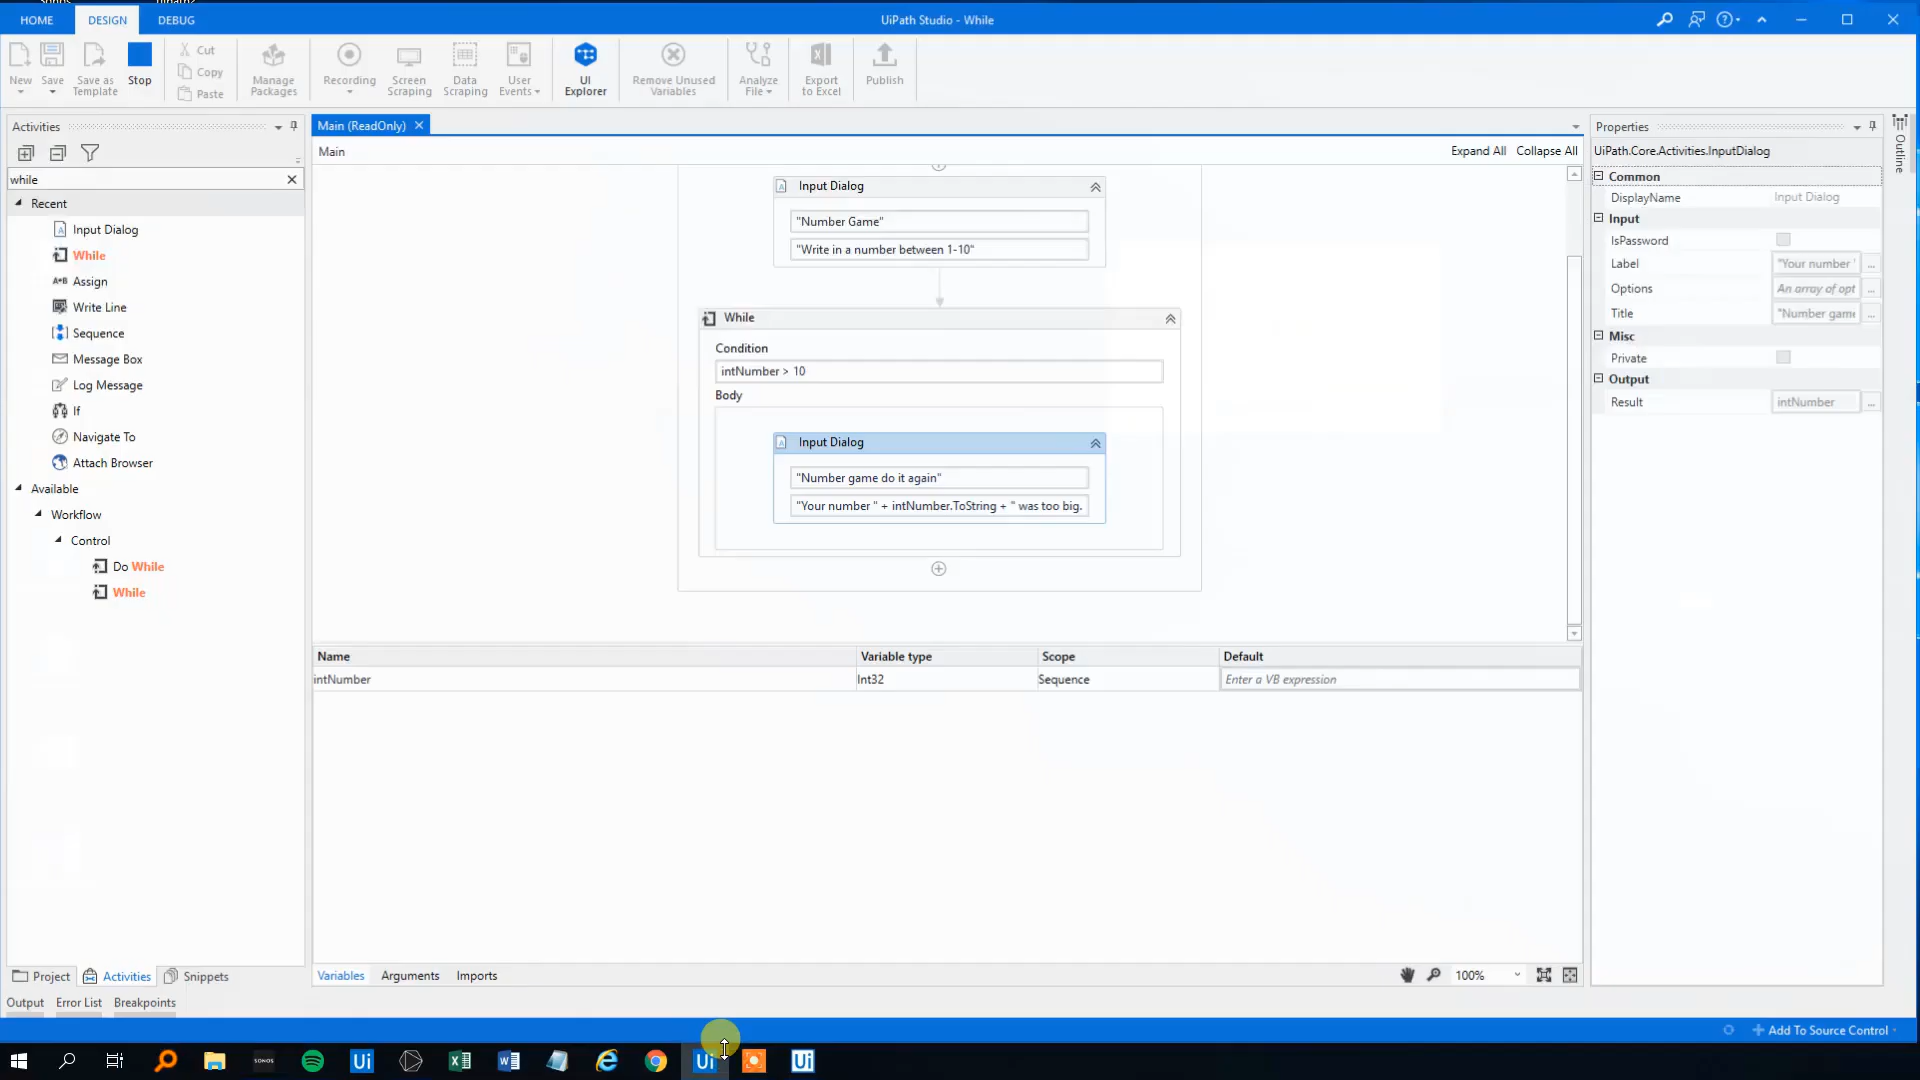 HOME DESIGN DEBUG UiPath Studio - While
New Save Save as Template Stop Cut Copy Paste Manage Packages Recording Screen Scraping Data Scraping User Events UI Explorer Remove Unused Variables Analyze File Export to Excel Publish
Activities
while
Recent
Input Dialog
While
Assign
Write Line
Sequence
Message Box
Log Message
If
Navigate To
Attach Browser
Available
Workflow
Control
Do While
While
Project Activities Snippets
Output Error List Breakpoints
Main (ReadOnly)
Main Expand All Collapse All
Input Dialog
"Number Game"
"Write in a number between 1-10"
While
Condition
intNumber > 10
Body
Input Dialog
"Number game do it again"
"Your number " + intNumber.ToString + " was too big.
Name Variable type Scope Default
intNumber Int32 Sequence Enter a VB expression
Variables Arguments Imports 100%
Properties
UiPath.Core.Activities.InputDialog
Common
DisplayName Input Dialog
Input
IsPassword
Label "Your number "
Options An array of opt
Title "Number game
Misc
Private
Output
Result intNumber
Outline
Add To Source Control
SONOS Ui Ui Ui